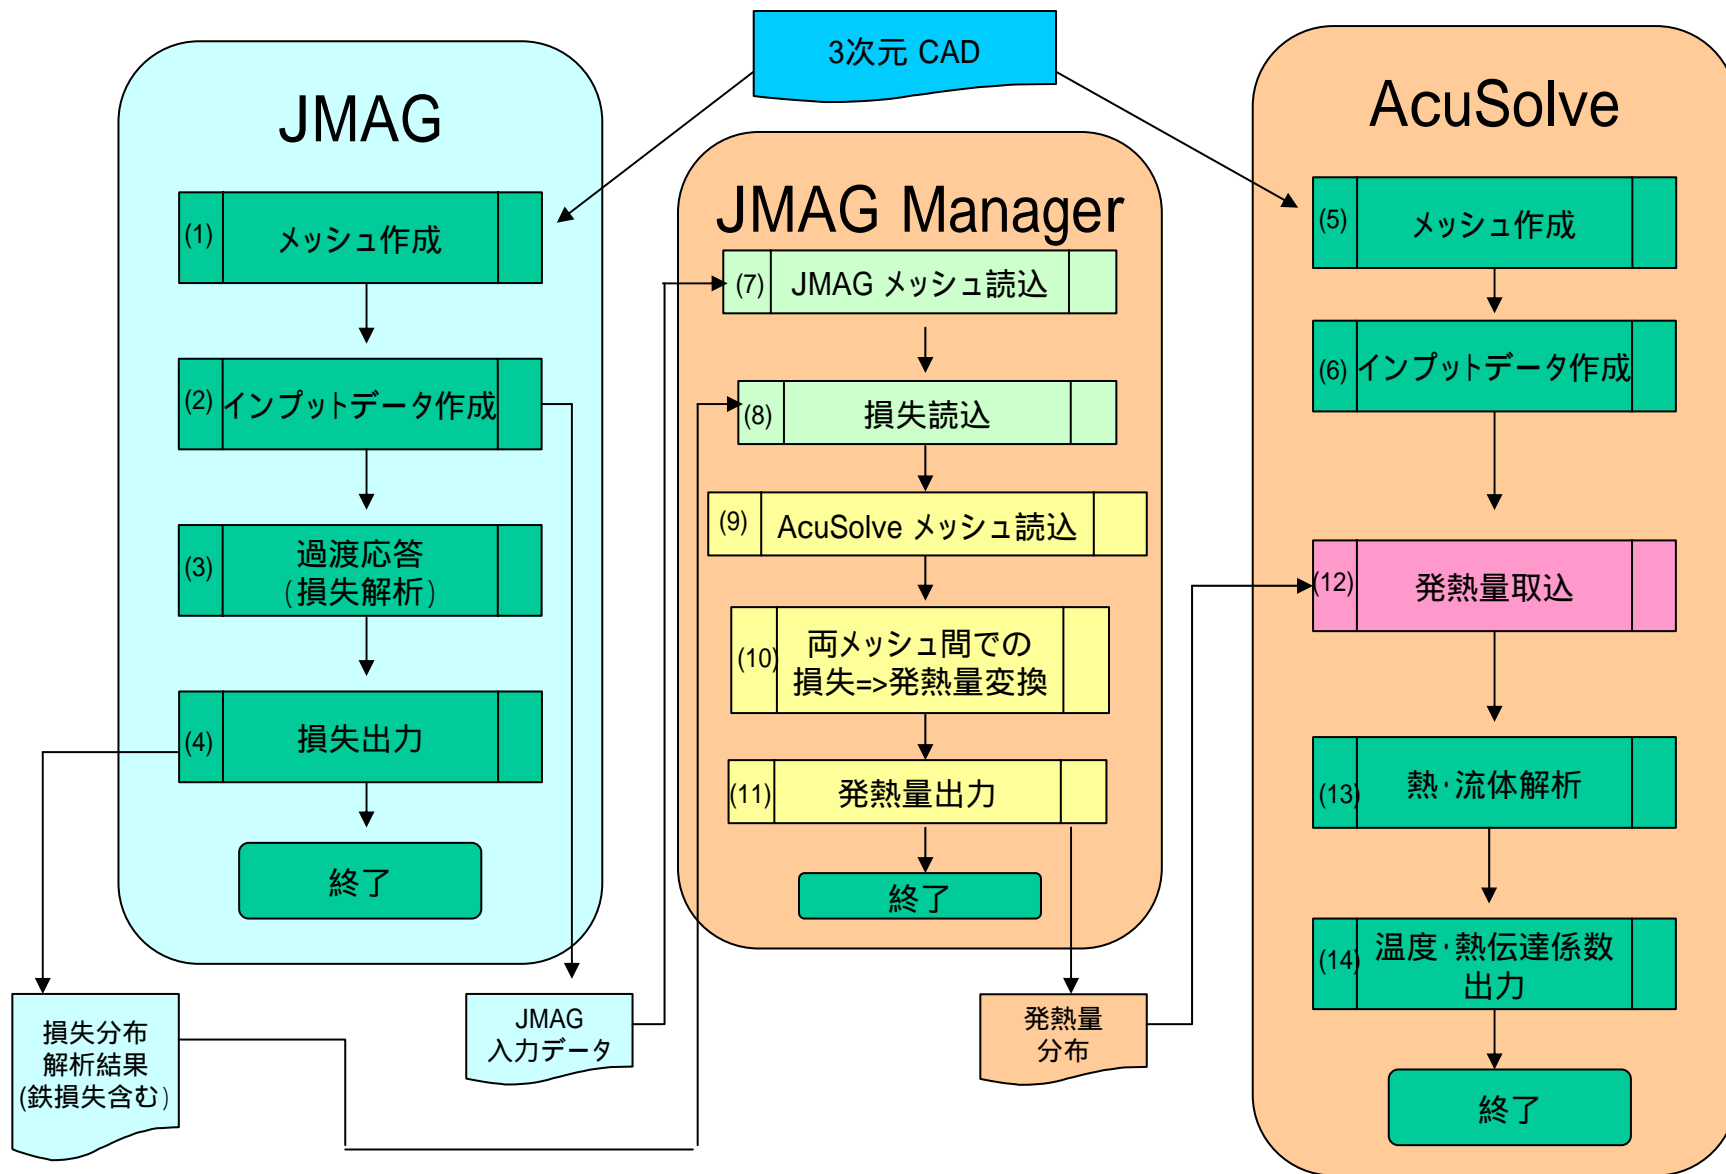 3次元 CAD
JMAG
(1)
メッシュ作成
(2)
インプットデータ作成
(3)
過渡応答
(損失解析)
(4)
損失出力
終了
損失分布
解析結果
(鉄損失含む)
JMAG
入力データ
JMAG Manager
(7)
JMAG メッシュ読込
(8)
損失読込
(9)
AcuSolve メッシュ読込
(10)
両メッシュ間での
損失=>発熱量変換
(11)
発熱量出力
終了
発熱量
分布
AcuSolve
(5)
メッシュ作成
(6)
インプットデータ作成
(12)
発熱量取込
(13)
熱・流体解析
(14)
温度・熱伝達係数
出力
終了